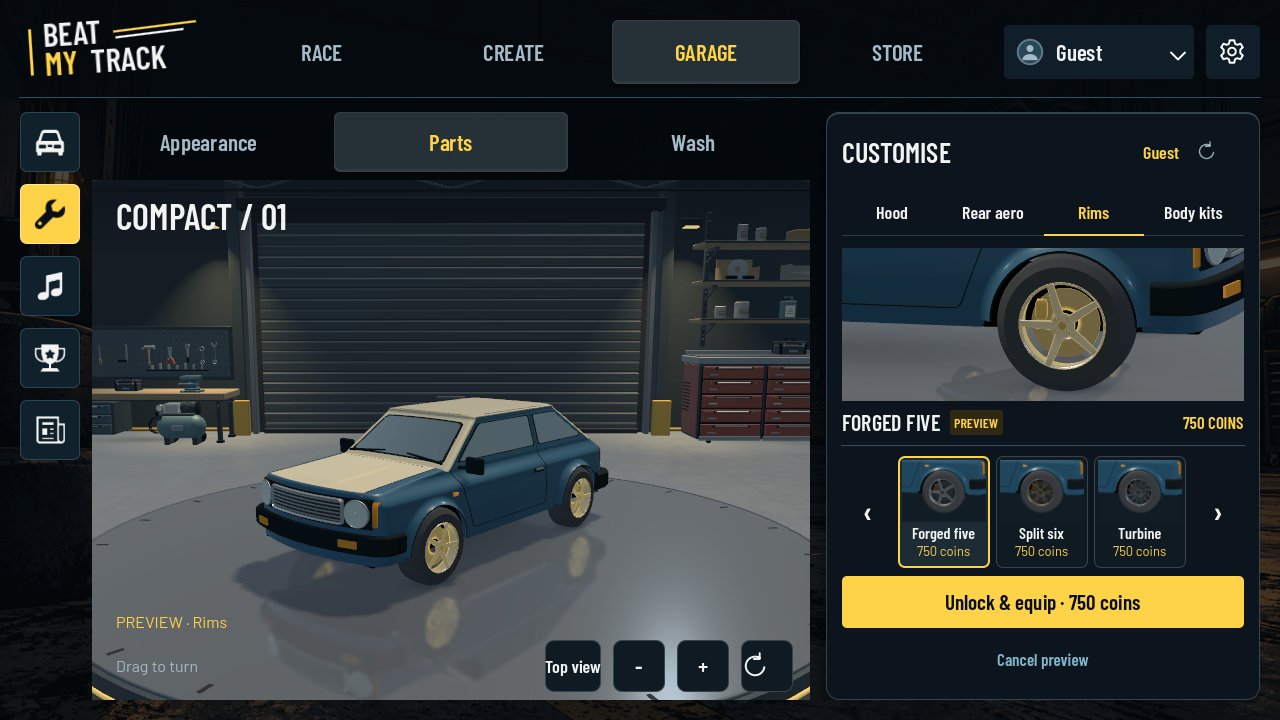 BEAT
MY TRACK
RACE
CREATE
GARAGE
STORE
Guest
Appearance
Parts
Wash
COMPACT / 01
PREVIEW · Rims
Drag to turn
Top view
-
+
CUSTOMISE
Guest
Hood
Rear aero
Rims
Body kits
FORGED FIVE
PREVIEW
750 COINS
‹
Forged five
750 coins
Split six
750 coins
Turbine
750 coins
›
Unlock & equip · 750 coins
Cancel preview